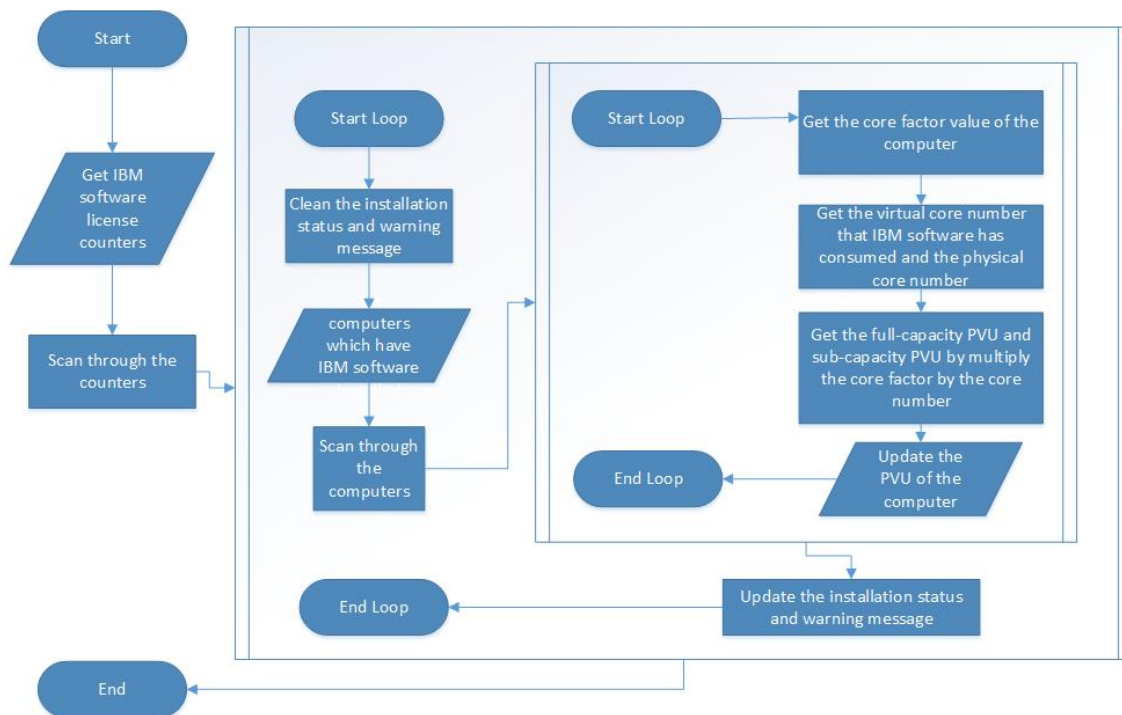 Start
Get IBM
software
license
counters
Scan through the
counters
Start Loop
Clean the installation
status and warning
message
computers
which have
IBM software
Scan through
the
computers
Start Loop
Get the core factor value of the
computer
Get the virtual core number
that IBM software has
consumed and the physical
core number
Get the full-capacity PVU and
sub-capacity PVU by multiply
the core factor by the core
number
Update the
PVU of the
computer
End Loop
Update the installation status
and warning message
End Loop
End